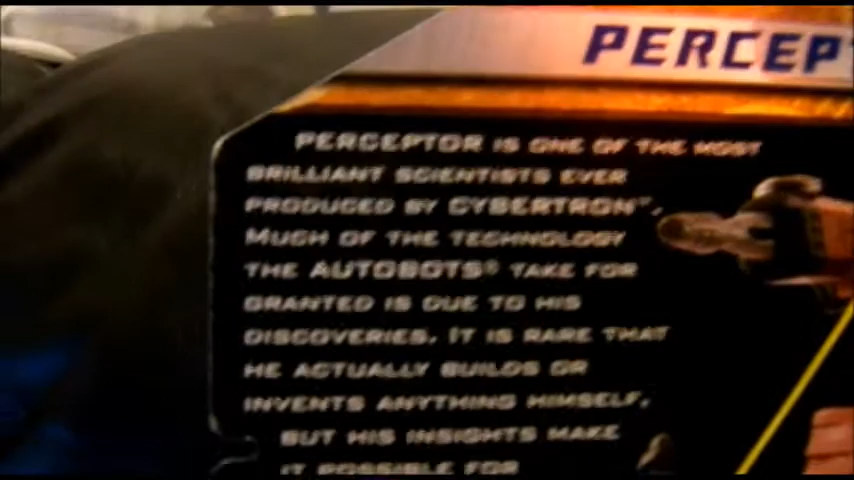 PERCEPT
PERCEPTOR IS ONE OF THE MOST
BRILLIANT SCIENTISTS EVER
PRODUCED BY CYBERTRON™.
MUCH OF THE TECHNOLOGY
THE AUTOBOTS® TAKE FOR
GRANTED IS DUE TO HIS
DISCOVERIES. IT IS RARE THAT
HE ACTUALLY BUILDS OR
INVENTS ANYTHING HIMSELF,
BUT HIS INSIGHTS MAKE
IT POSSIBLE FOR